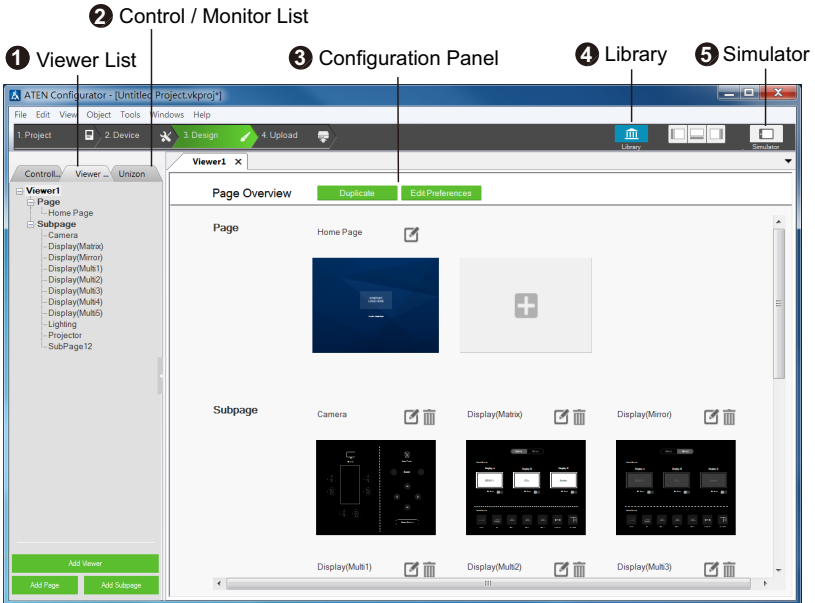 2 Control / Monitor List
1 Viewer List
3 Configuration Panel
4 Library
5 Simulator
ATEN Configurator - [Untitled Project.vkproj*]
File Edit View Object Tools Windows Help
1. Project
2. Device
3. Design
4. Upload
Library
Simulator
Controll..
Viewer ...
Unizon
Viewer1 ×
Viewer1
Page
Home Page
Subpage
Camera
Display(Matrix)
Display(Mirror)
Display(Multi1)
Display(Multi2)
Display(Multi3)
Display(Multi4)
Display(Multi5)
Lighting
Projector
SubPage12
Add Viewer
Add Page
Add Subpage
Page Overview
Duplicate
Edit Preferences
Page
Home Page
Subpage
Camera
Display(Matrix)
Display(Mirror)
Display(Multi1)
Display(Multi2)
Display(Multi3)